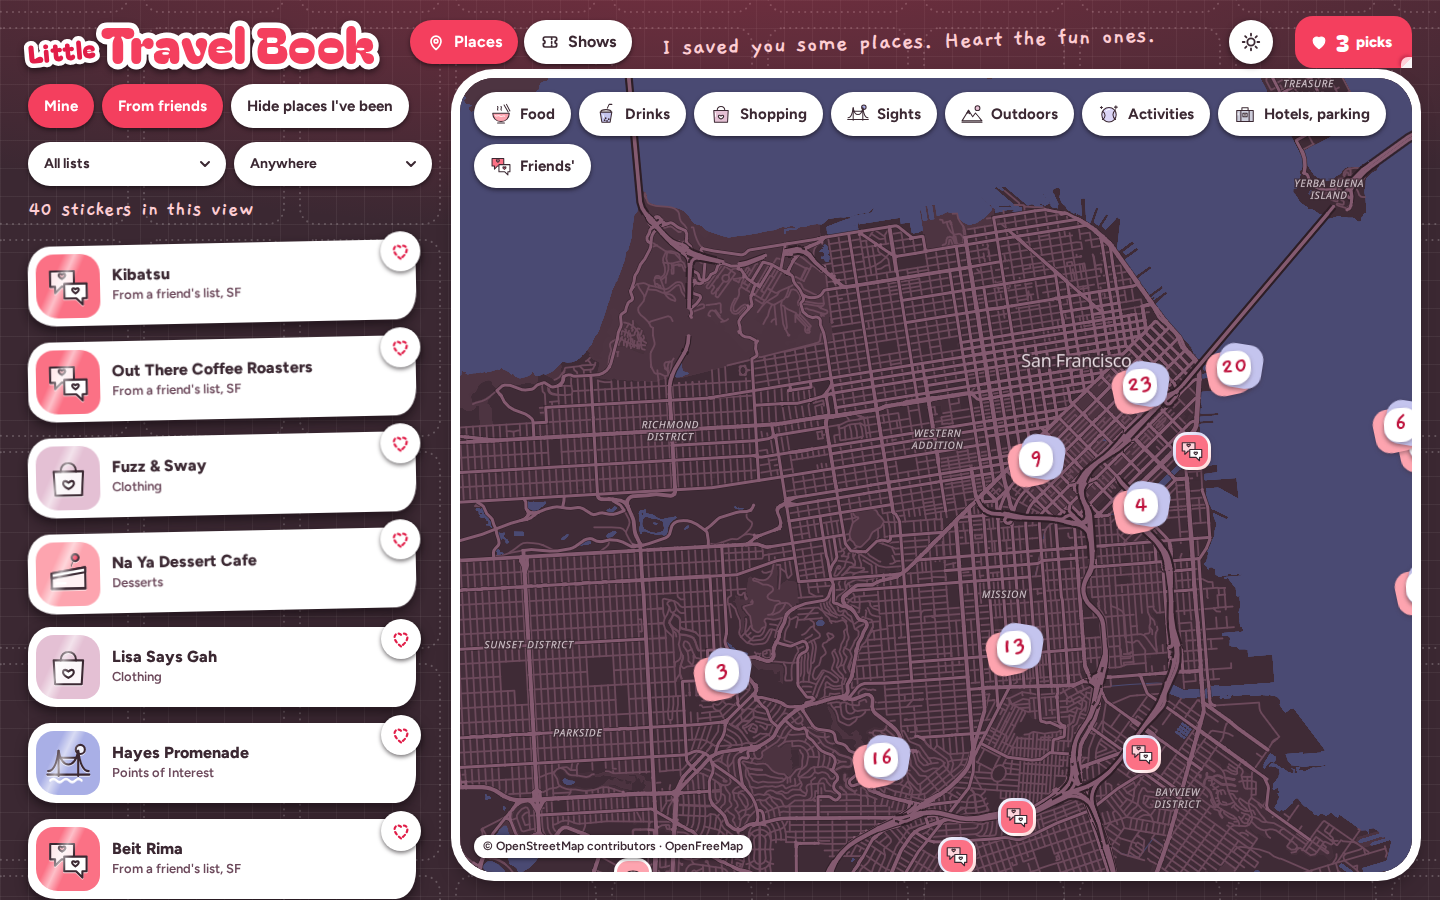 Little Travel Book
Places
Shows
I saved you some places. Heart the fun ones.
3 picks
Mine
From friends
Hide places I've been
All lists
Anywhere
40 stickers in this view
Kibatsu
From a friend's list, SF
Out There Coffee Roasters
From a friend's list, SF
Fuzz & Sway
Clothing
Na Ya Dessert Cafe
Desserts
Lisa Says Gah
Clothing
Hayes Promenade
Points of Interest
Beit Rima
From a friend's list, SF
Food
Drinks
Shopping
Sights
Outdoors
Activities
Hotels, parking
Friends'
TREASURE
YERBA BUENA
ISLAND
San Francisco
23
20
6
RICHMOND
DISTRICT
WESTERN
ADDITION
9
4
MISSION
SUNSET DISTRICT
13
3
PARKSIDE
16
BAYVIEW
DISTRICT
© OpenStreetMap contributors · OpenFreeMap